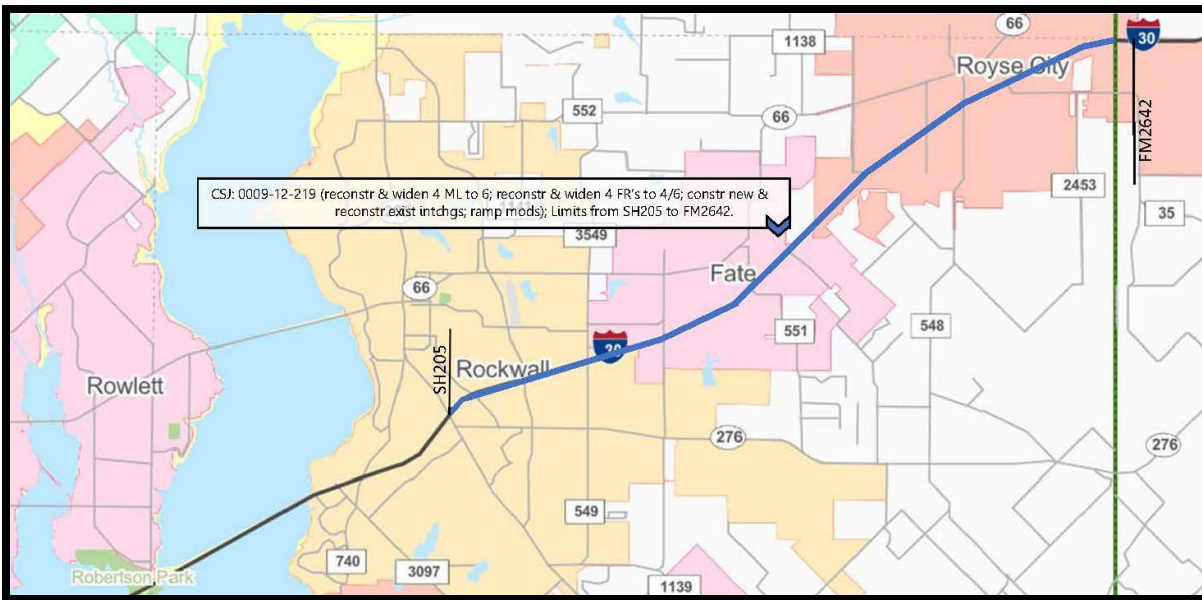 66
30
1138
Royse City
552
66
FM2642
2453
CSJ: 0009-12-219 (reconstr & widen 4 ML to 6; reconstr & widen 4 FR's to 4/6; constr new &
reconstr exist intchgs; ramp mods); Limits from SH205 to FM2642.
35
3549
Fate
66
551
548
30
SH205
Rockwall
Rowlett
276
276
549
740
3097
Robertson Park
1139